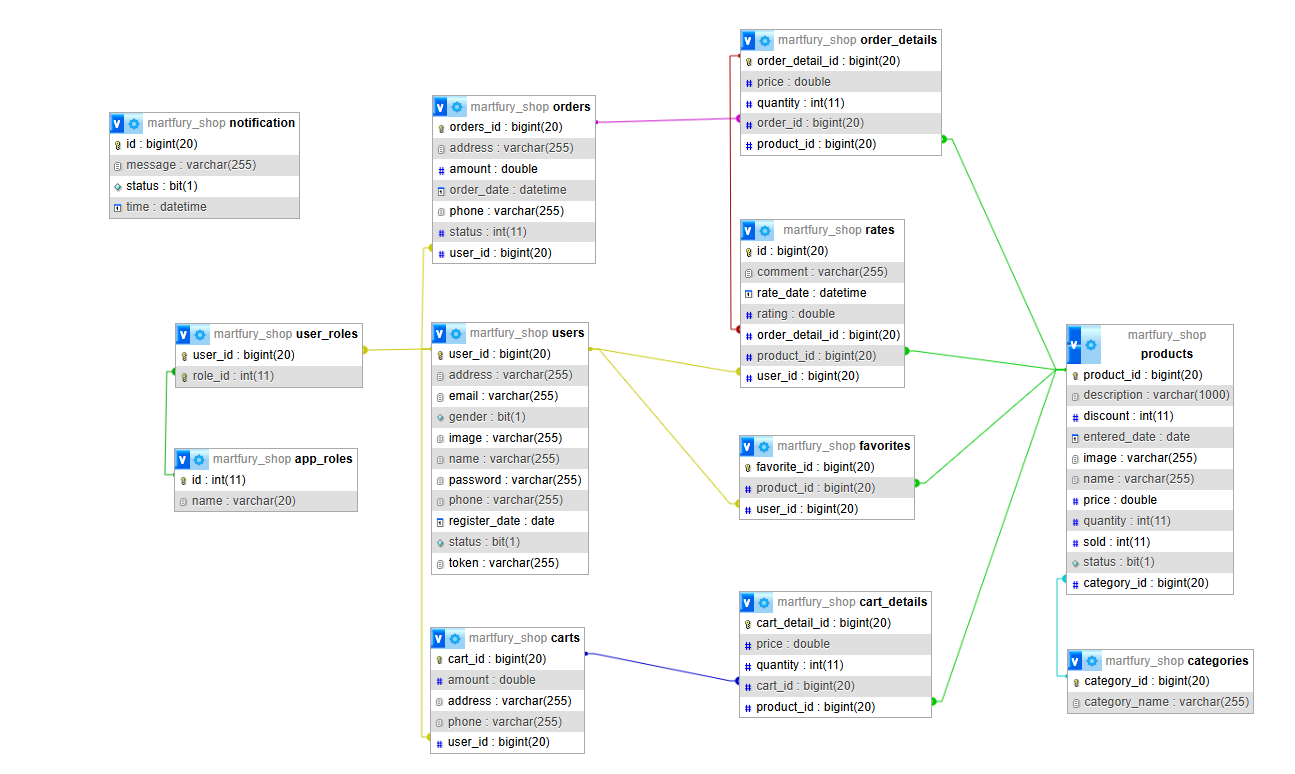 martfury_shop notification
id : bigint(20)
message : varchar(255)
status : bit(1)
time : datetime
martfury_shop user_roles
user_id : bigint(20)
role_id : int(11)
martfury_shop app_roles
id : int(11)
name : varchar(20)
martfury_shop orders
orders_id : bigint(20)
address : varchar(255)
amount : double
order_date : datetime
phone : varchar(255)
status : int(11)
user_id : bigint(20)
martfury_shop users
user_id : bigint(20)
address : varchar(255)
email : varchar(255)
gender : bit(1)
image : varchar(255)
name : varchar(255)
password : varchar(255)
phone : varchar(255)
register_date : date
status : bit(1)
token : varchar(255)
martfury_shop carts
cart_id : bigint(20)
amount : double
address : varchar(255)
phone : varchar(255)
user_id : bigint(20)
martfury_shop order_details
order_detail_id : bigint(20)
price : double
quantity : int(11)
order_id : bigint(20)
product_id : bigint(20)
martfury_shop rates
id : bigint(20)
comment : varchar(255)
rate_date : datetime
rating : double
order_detail_id : bigint(20)
product_id : bigint(20)
user_id : bigint(20)
martfury_shop favorites
favorite_id : bigint(20)
product_id : bigint(20)
user_id : bigint(20)
martfury_shop cart_details
cart_detail_id : bigint(20)
price : double
quantity : int(11)
cart_id : bigint(20)
product_id : bigint(20)
martfury_shop
products
product_id : bigint(20)
description : varchar(1000)
discount : int(11)
entered_date : date
image : varchar(255)
name : varchar(255)
price : double
quantity : int(11)
sold : int(11)
status : bit(1)
category_id : bigint(20)
martfury_shop categories
category_id : bigint(20)
category_name : varchar(255)